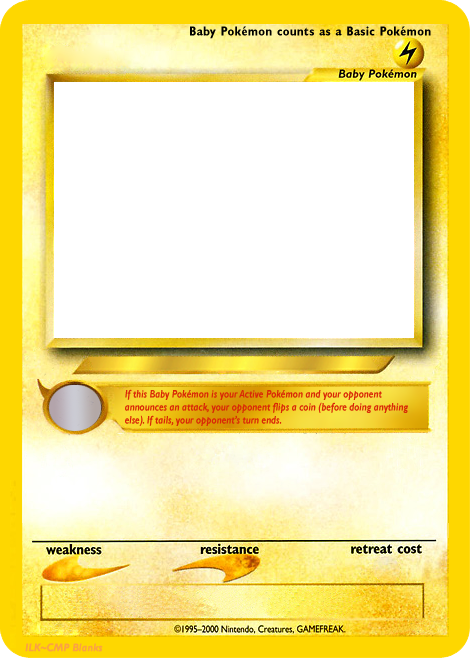 Baby Pokémon counts as a Basic Pokémon
Baby Pokémon
If this Baby Pokémon is your Active Pokémon and your opponent
announces an attack, your opponent flips a coin (before doing anything
else). If tails, your opponent's turn ends.
weakness resistance retreat cost
©1995-2000 Nintendo, Creatures, GAMEFREAK.
ILK~CMP Blanks